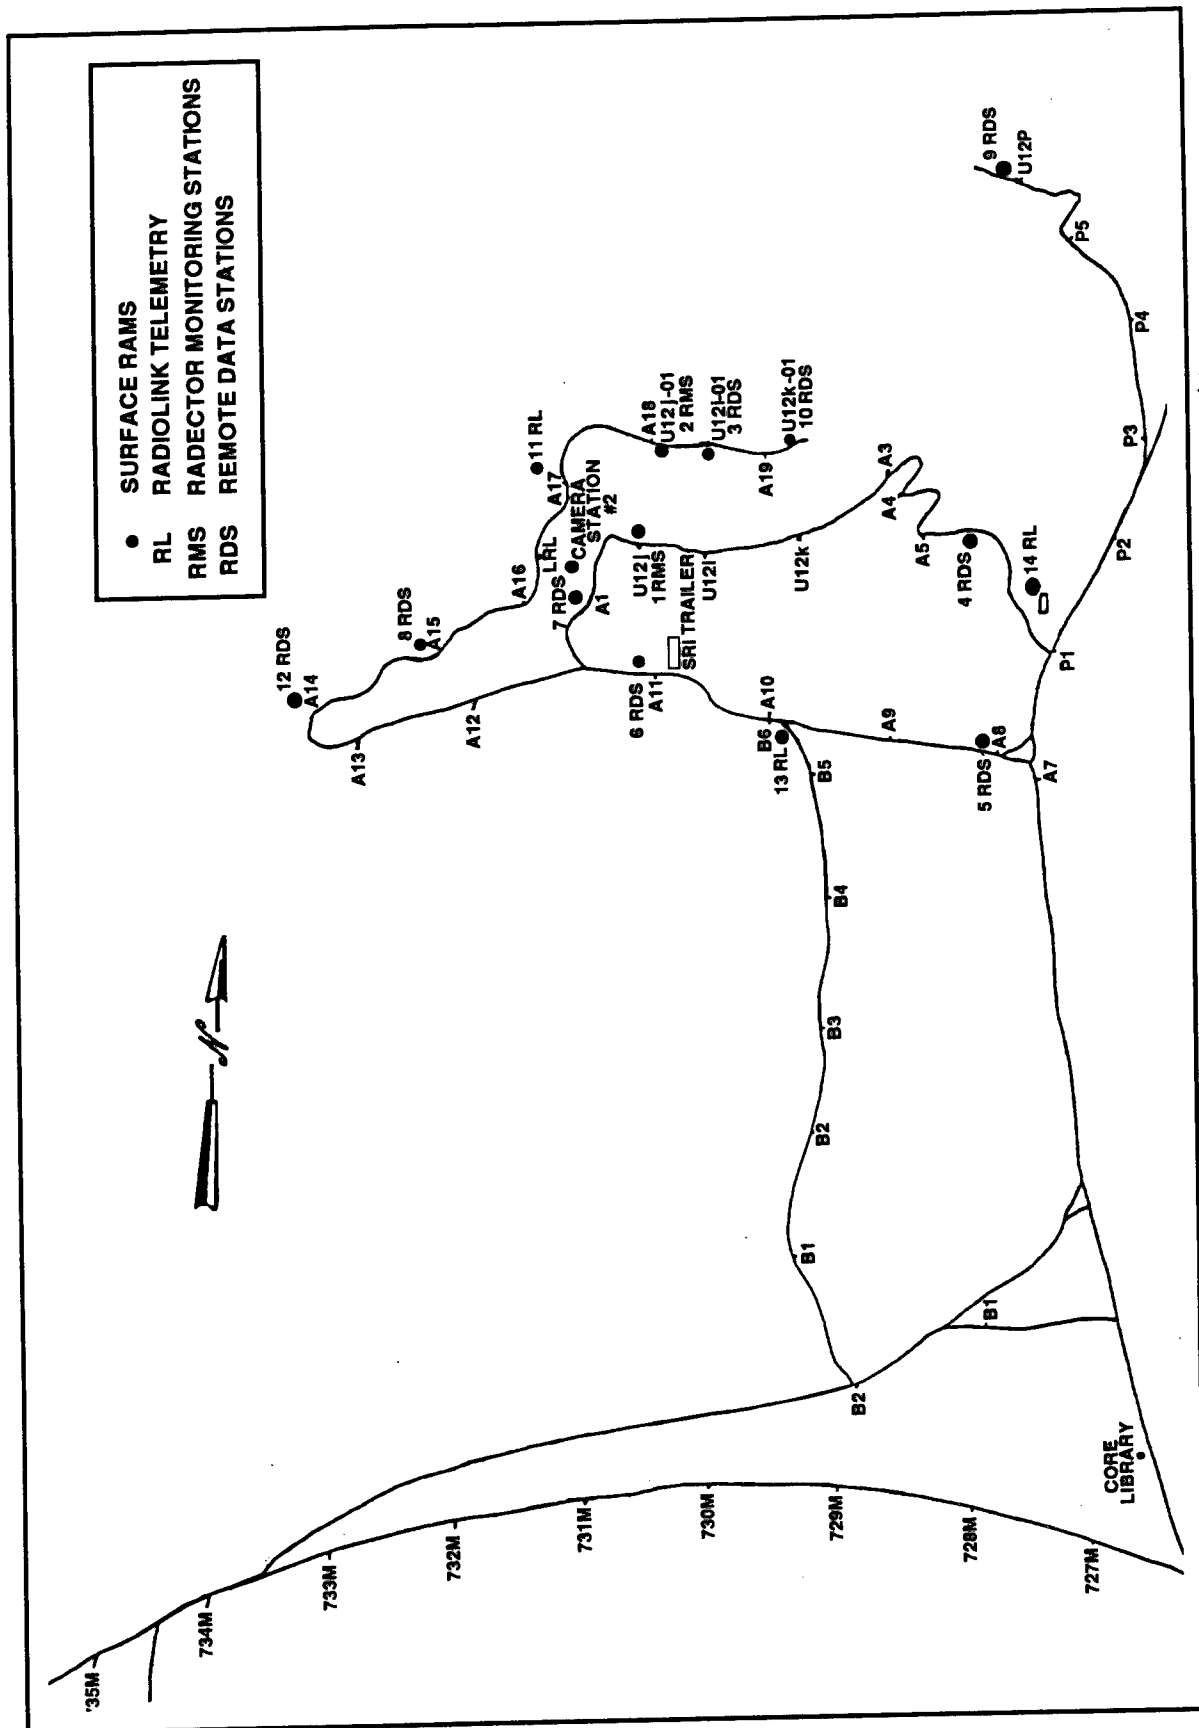 ● SURFACE RAMS
RL RADIOLINK TELEMETRY
RMS RADECTOR MONITORING STATIONS
RDS REMOTE DATA STATIONS
N
12 RDS
A14
A13
8 RDS
A15
A12
A16
LRL
11 RL
A17
7 RDS
CAMERA
STATION
#2
A1
A18
U12j-01
2 RMS
U12j
1 RMS
6 RDS
A11
SRI TRAILER
U12l-01
3 RDS
U12l
A19
U12k-01
10 RDS
U12k
B6
A10
13 RL
B5
B4
B3
B2
B1
A3
A4
A5
A9
4 RDS
5 RDS
A8
A7
14 RL
P1
P2
P3
P4
P5
9 RDS
U12P
B1
B2
CORE
LIBRARY
'35M
734M
733M
732M
731M
730M
729M
728M
727M